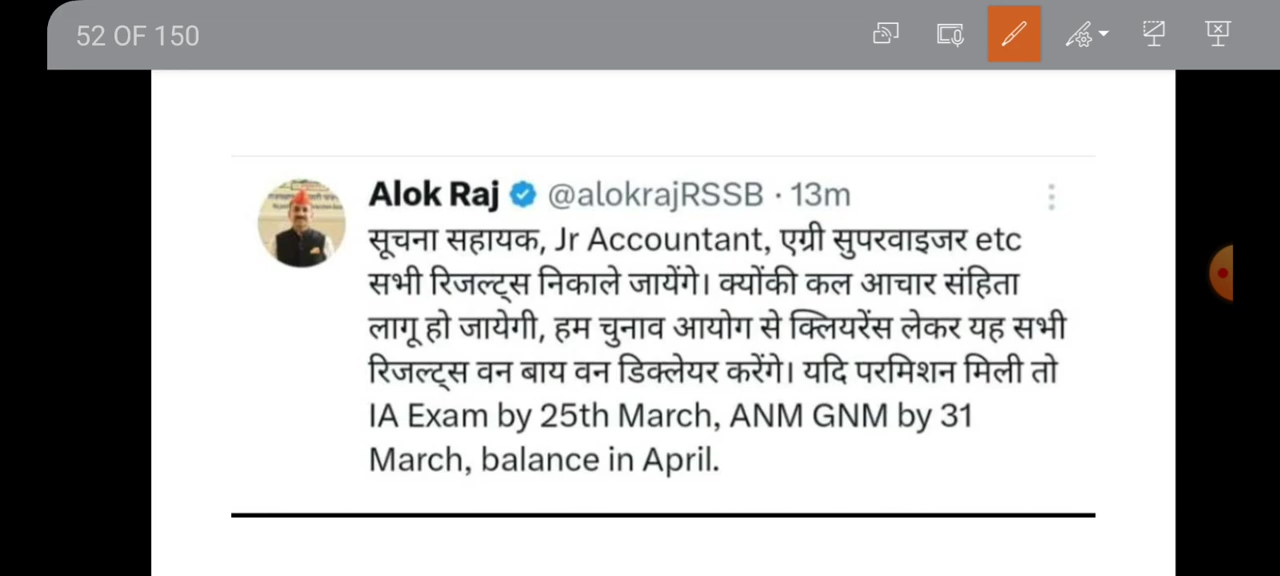 52 OF 150
Alok Raj @alokrajRSSB · 13m
सूचना सहायक, Jr Accountant, एग्री सुपरवाइजर etc
सभी रिजल्ट्स निकाले जायेंगे। क्योंकी कल आचार संहिता
लागू हो जायेगी, हम चुनाव आयोग से क्लियरेंस लेकर यह सभी
रिजल्ट्स वन बाय वन डिक्लेयर करेंगे। यदि परमिशन मिली तो
IA Exam by 25th March, ANM GNM by 31
March, balance in April.